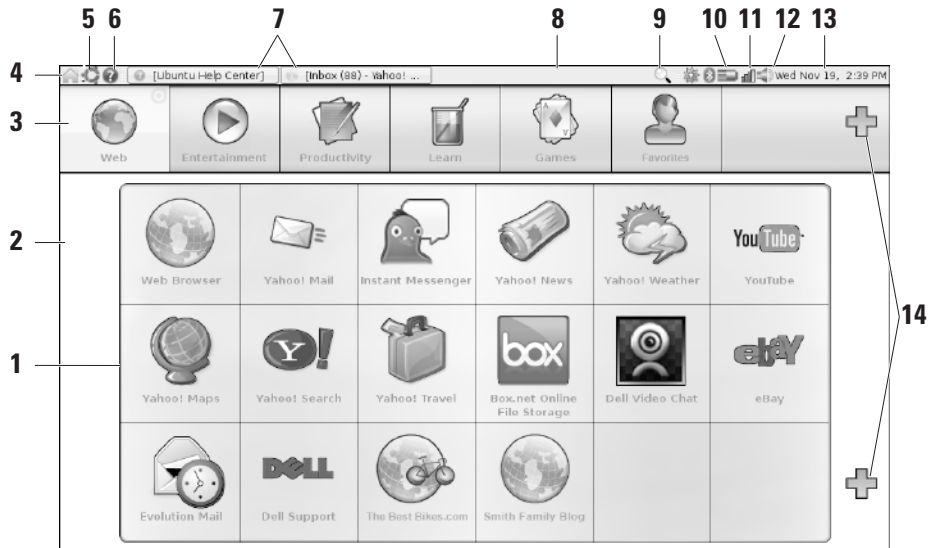 5 6 7 8 9 10 11 12 13
4
[Ubuntu Help Center] [Inbox (88) - Yahoo! ... Wed Nov 19, 2:39 PM
3
Web Entertainment Productivity Learn Games Favorites
A
A
2
You Tube
Web Browser Yahoo! Mail Instant Messenger Yahoo! News Yahoo! Weather YouTube
14
1
Y! box ebY
Yahoo! Maps Yahoo! Search Yahoo! Travel Box.net Online File Storage Dell Video Chat eBay
DELL
Evolution Mail Dell Support The Best Bikes.com Smith Family Blog